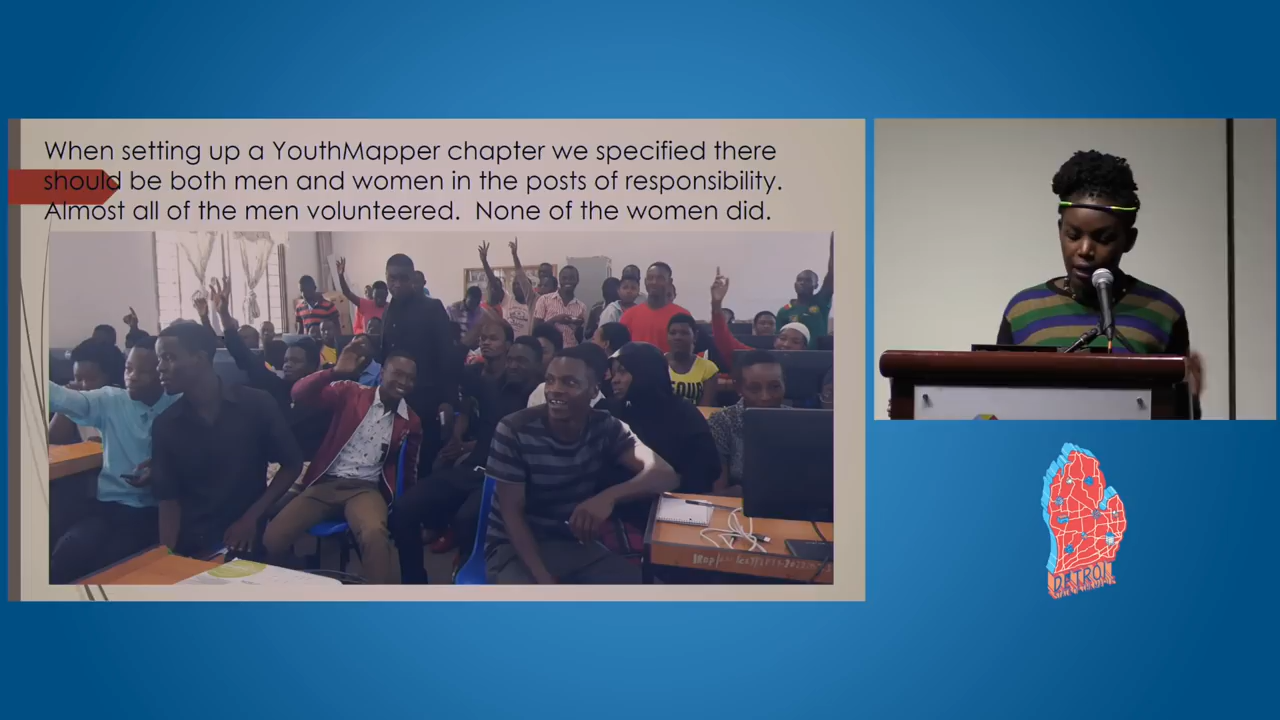 When setting up a YouthMapper chapter we specified there
should be both men and women in the posts of responsibility.
Almost all of the men volunteered. None of the women did.
DETROIT